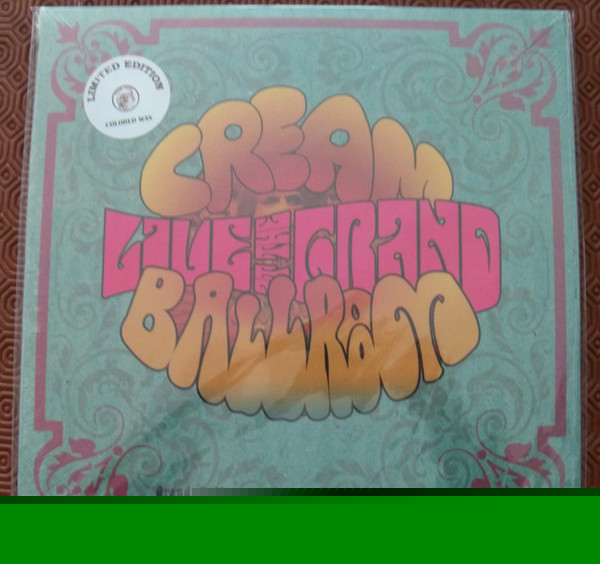 LIMITED EDITION
COLORED WAX
CREAM
LIVE AT THE GRAND
BALLROOM